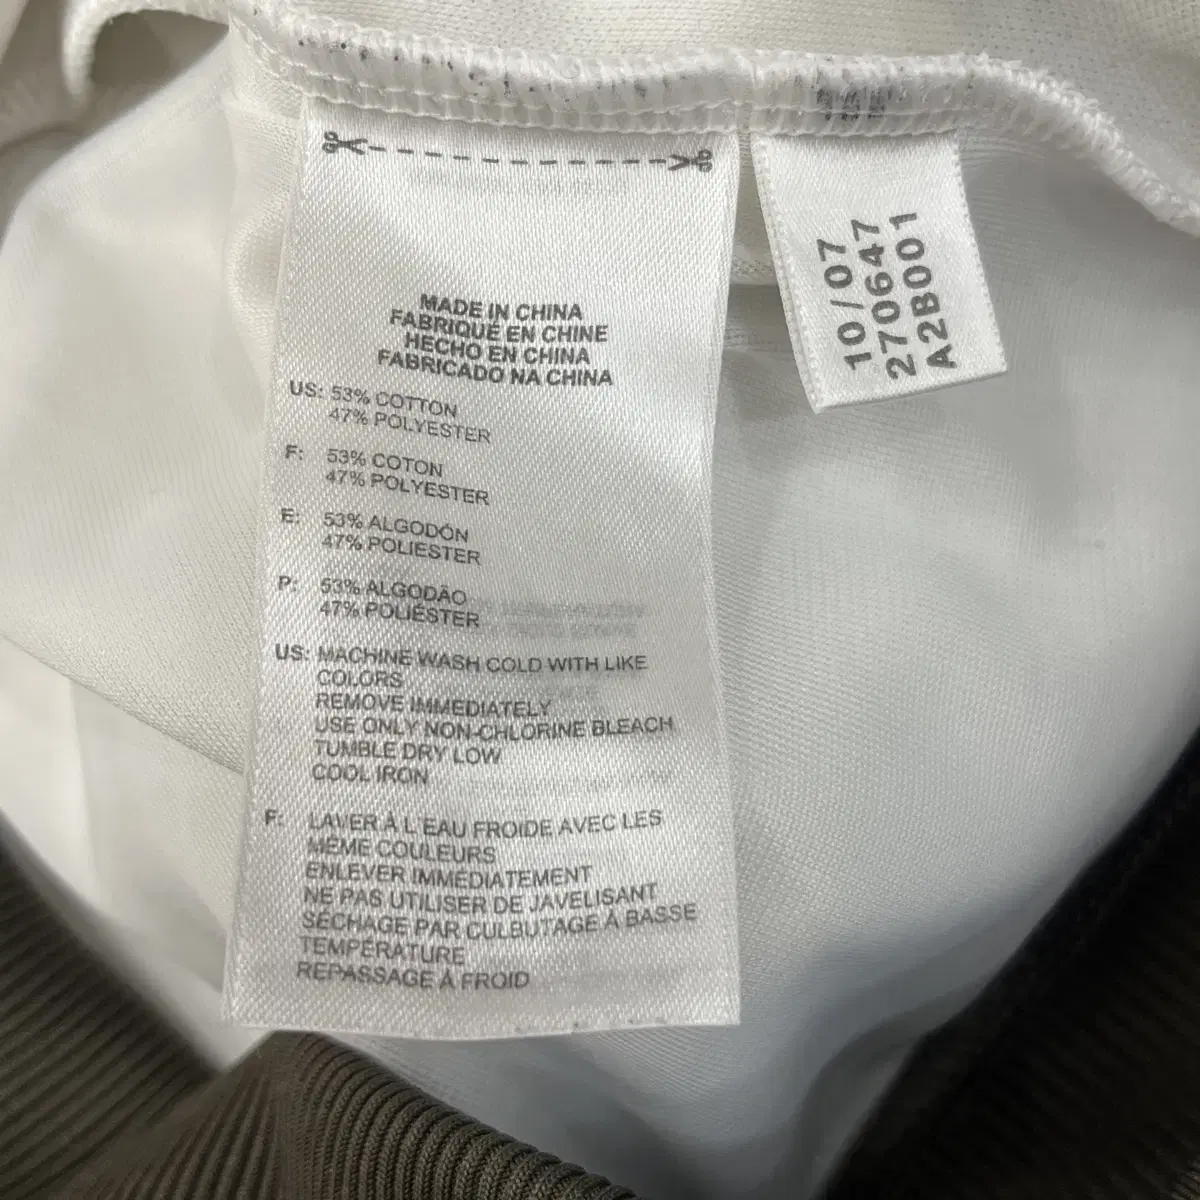 MADE IN CHINA
FABRIQUÉ EN CHINE
HECHO EN CHINA
FABRICADO NA CHINA
US: 53% COTTON
47% POLYESTER
F: 53% COTON
47% POLYESTER
E: 53% ALGODÓN
47% POLIESTER
P: 53% ALGODÃO
47% POLIÉSTER
US: MACHINE WASH COLD WITH LIKE
COLORS
REMOVE IMMEDIATELY
USE ONLY NON-CHLORINE BLEACH
TUMBLE DRY LOW
COOL IRON
F: LAVER À L'EAU FROIDE AVEC LES
MÊME COULEURS
ENLEVER IMMÉDIATEMENT
NE PAS UTILISER DE JAVELISANT
SÉCHAGE PAR CULBUTAGE À BASSE
TEMPÉRATURE
REPASSAGE À FROID
10/07
270647
A2B001